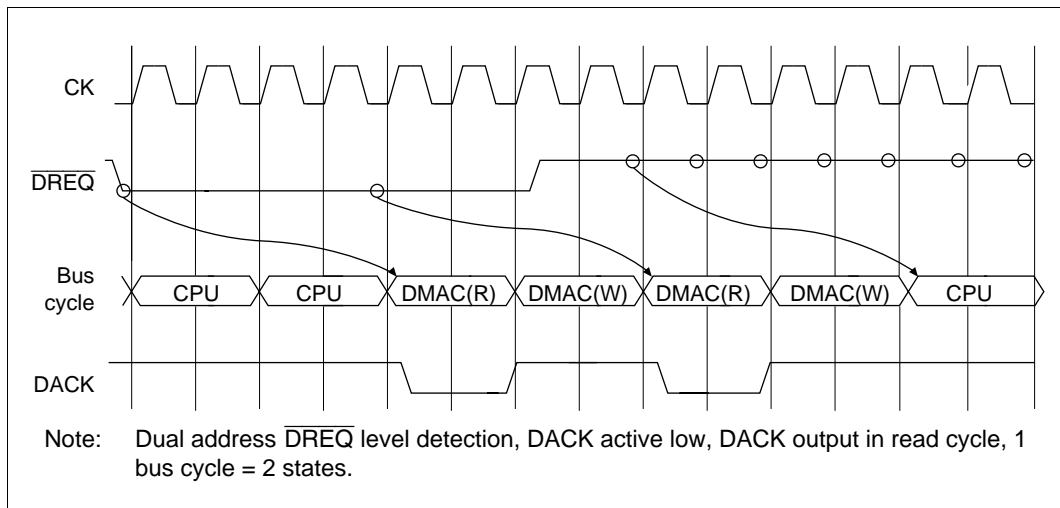 CK
DREQ
Bus
cycle
CPU CPU DMAC(R) DMAC(W) DMAC(R) DMAC(W) CPU
DACK
Note: Dual address DREQ level detection, DACK active low, DACK output in read cycle, 1
bus cycle = 2 states.